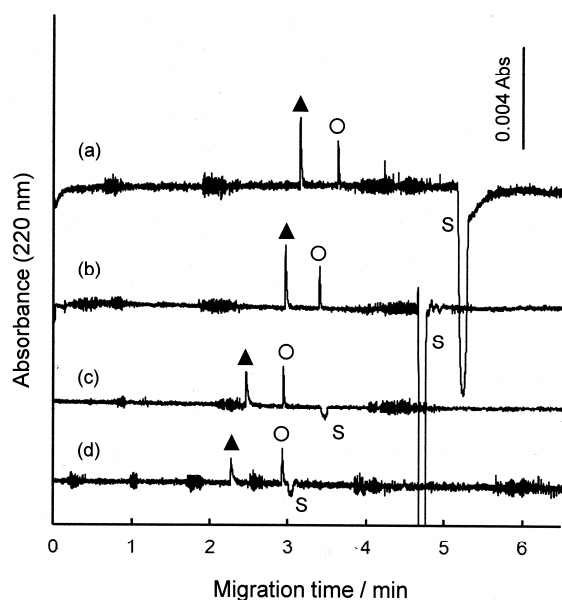 0.004 Abs
Absorbance (220 nm)
(a)
S
(b)
S
(c)
S
(d)
S
0 1 2 3 4 5 6
Migration time / min